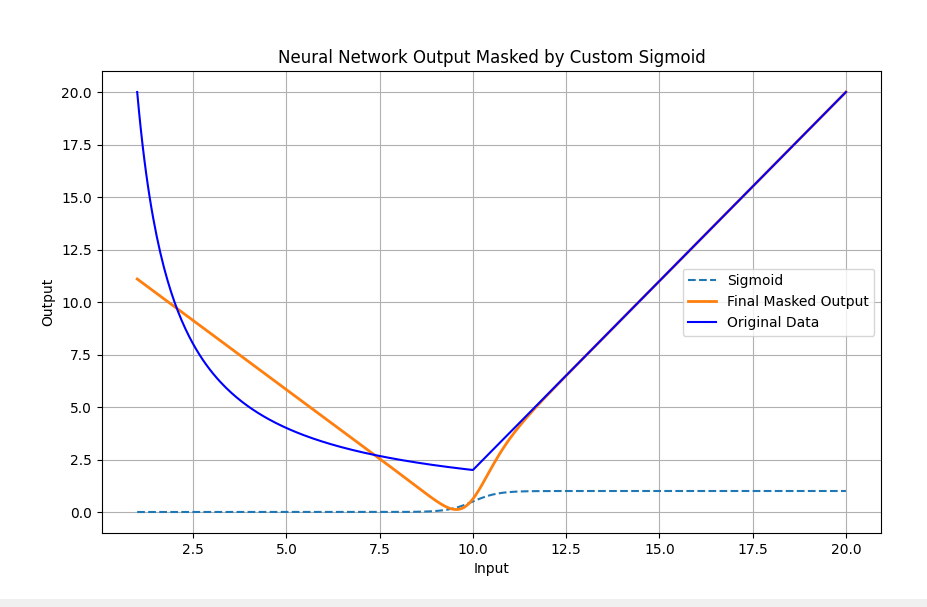 Neural Network Output Masked by Custom Sigmoid
20.0
17.5
15.0
12.5
10.0
7.5
5.0
2.5
0.0
Output
Sigmoid
Final Masked Output
Original Data
2.5 5.0 7.5 10.0 12.5 15.0 17.5 20.0
Input